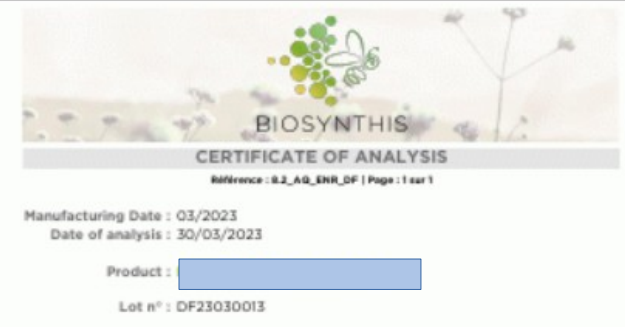 BIOSYNTHIS
CERTIFICATE OF ANALYSIS
Référence : 8.2_AQ_ENR_DF | Page : 1 sur 1
Manufacturing Date : 03/2023
Date of analysis : 30/03/2023
Product :
Lot n° : DF23030013